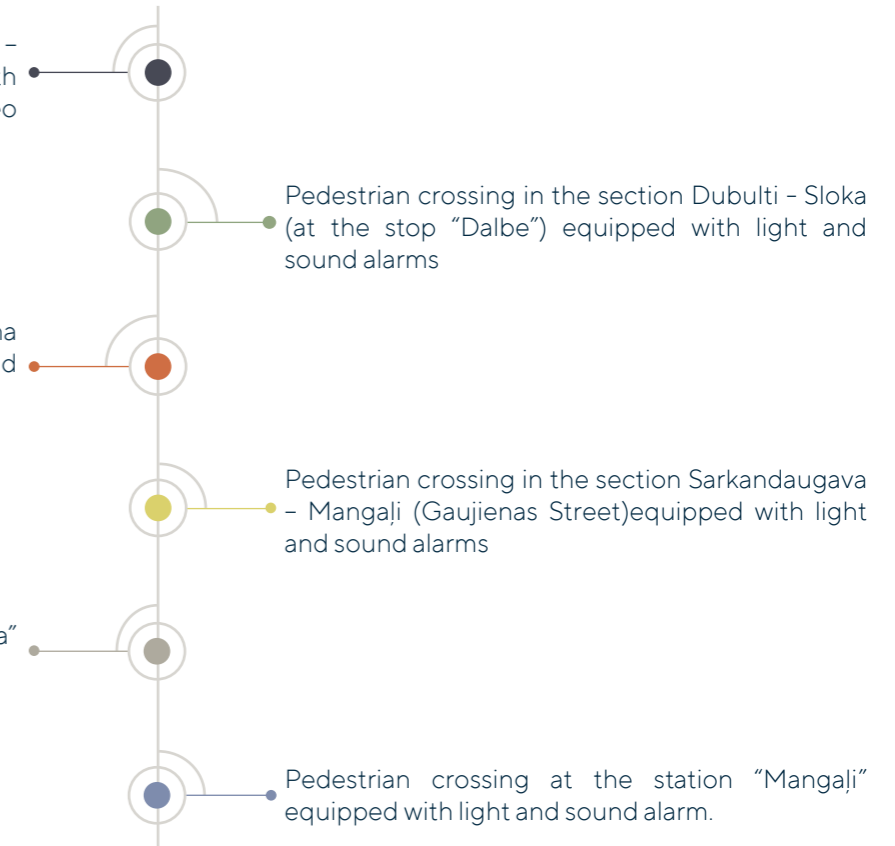 –
Pedestrian crossing in the section Dubulti – Sloka
(at the stop “Dalbe”) equipped with light and
sound alarms
Pedestrian crossing in the section Sarkandaugava
– Mangaļi (Gaujienas Street)equipped with light
and sound alarms
Pedestrian crossing at the station “Mangaļi”
equipped with light and sound alarm.